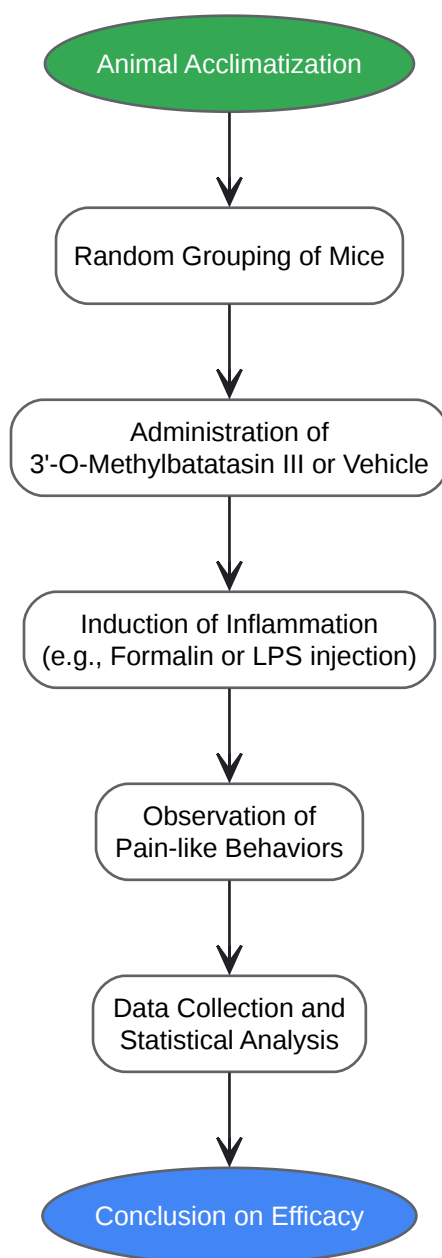 Animal Acclimatization
Random Grouping of Mice
Administration of
3'-O-Methylbatatasin III or Vehicle
Induction of Inflammation
(e.g., Formalin or LPS injection)
Observation of
Pain-like Behaviors
Data Collection and
Statistical Analysis
Conclusion on Efficacy